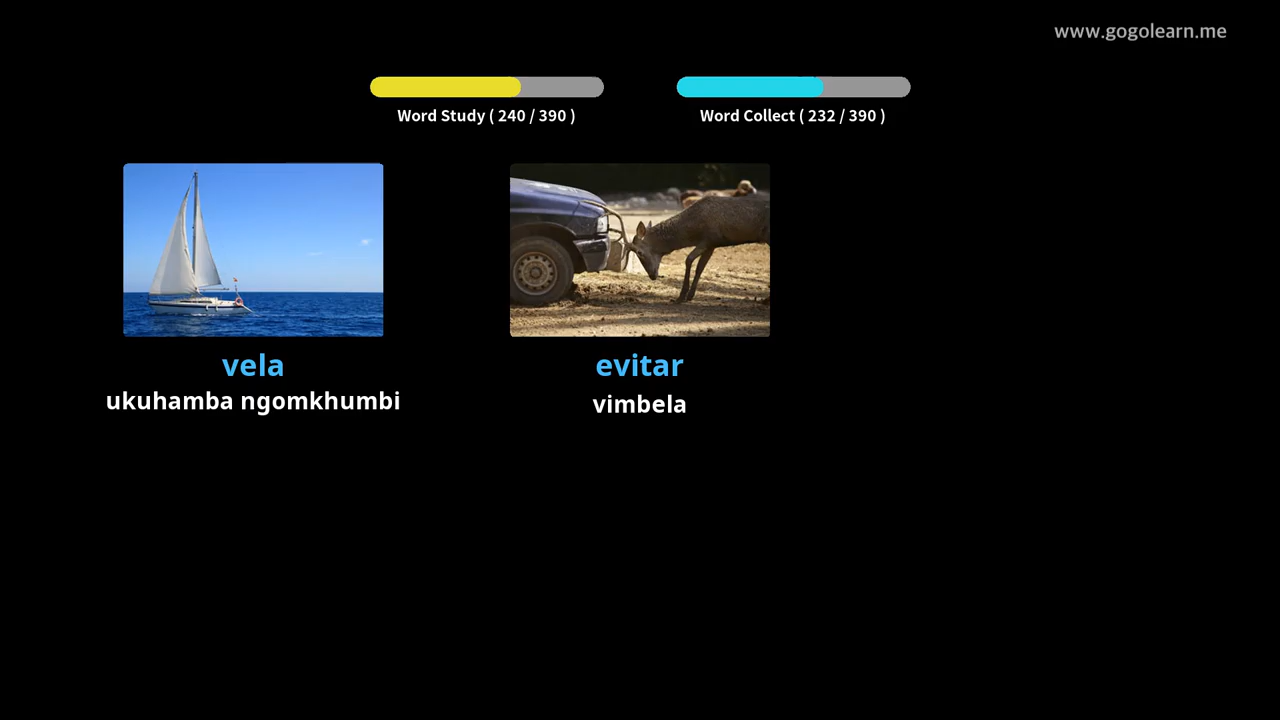 www.gogolearn.me
Word Study ( 240 / 390 )
Word Collect ( 232 / 390 )
vela
ukuhamba ngomkhumbi
evitar
vimbela